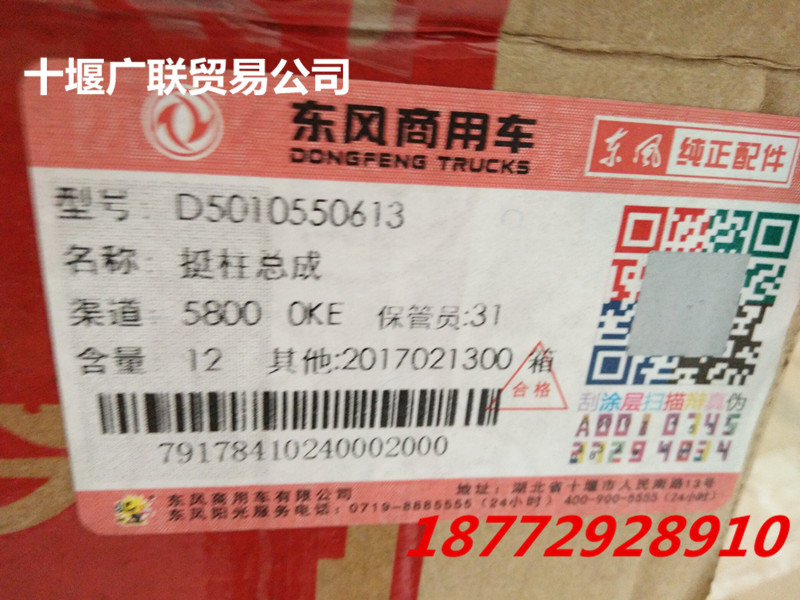 十堰广联贸易公司
东风商用车
DONGFENG TRUCKS
东风 纯正配件
型号: D5010550613
名称: 挺柱总成
渠道: 5800 0KE 保管员:31
含量 12 其他:2017021300 箱
合格
刮涂层扫描辩真伪
A0010745
27294834
79178410240002000
东风商用车有限公司 地址:湖北省十堰市人民南路13号
东风阳光服务电话:0719-8885555(24小时) 400-900-5555(24小时)
18772928910